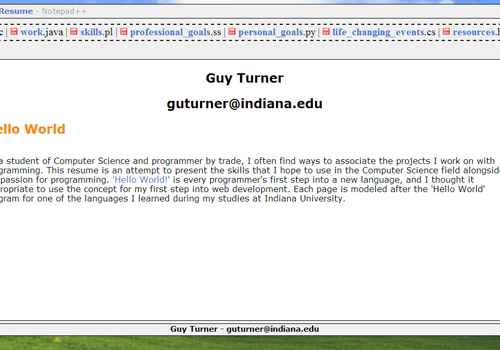 Resume - Notepad++
c | work.java | skills.pl | professional_goals.ss | personal_goals.py | life_changing_events.cs | resources.h
Guy Turner
guturner@indiana.edu
ello World
a student of Computer Science and programmer by trade, I often find ways to associate the projects I work on with
gramming. This resume is an attempt to present the skills that I hope to use in the Computer Science field alongside
passion for programming. 'Hello World!' is every programmer's first step into a new language, and I thought it
ropriate to use the concept for my first step into web development. Each page is modeled after the 'Hello World'
gram for one of the languages I learned during my studies at Indiana University.
Guy Turner - guturner@indiana.edu